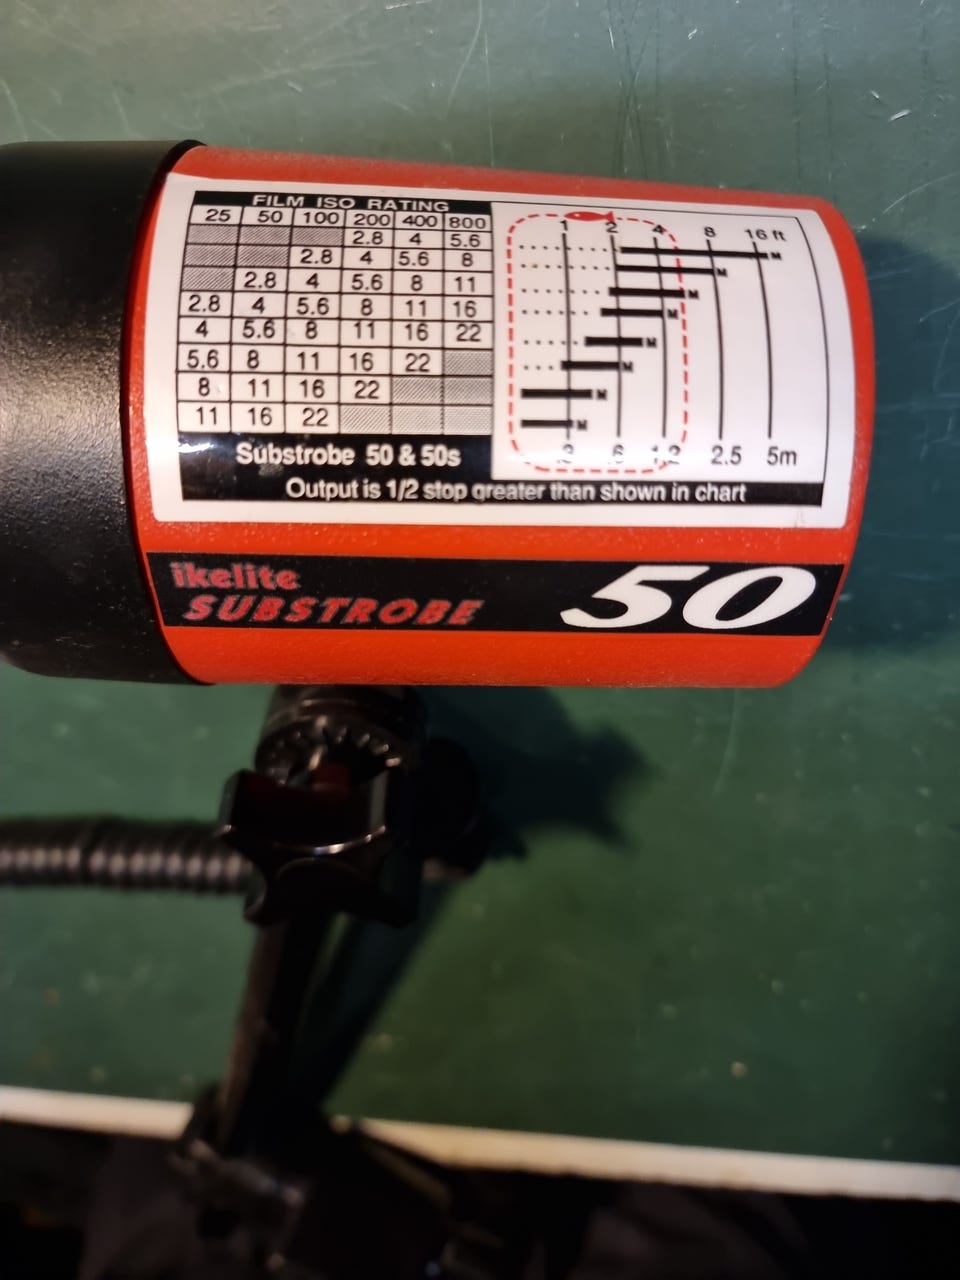 FILM ISO RATING
25 50 100 200 400 800
2.8 4 5.6
2.8 4 5.6 8
2.8 4 5.6 8 11
2.8 4 5.6 8 11 16
4 5.6 8 11 16 22
5.6 8 11 16 22
8 11 16 22
11 16 22
1 2 4 8 16 ft
M
M
M
M
M
M
M
M
.3 .6 1.2 2.5 5m
Substrobe 50 & 50s
Output is 1/2 stop greater than shown in chart
ikelite
SUBSTROBE 50